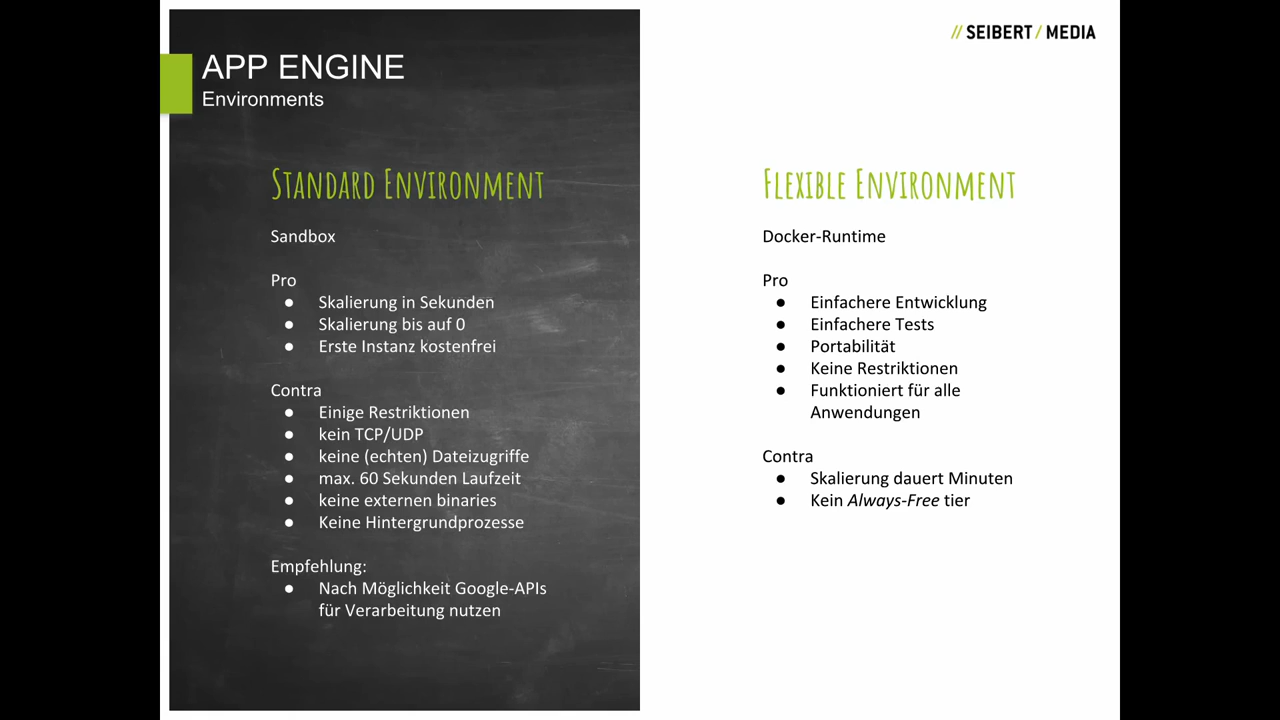 // SEIBERT / MEDIA
APP ENGINE
Environments
STANDARD ENVIRONMENT
Sandbox
Pro
● Skalierung in Sekunden
● Skalierung bis auf 0
● Erste Instanz kostenfrei
Contra
● Einige Restriktionen
● kein TCP/UDP
● keine (echten) Dateizugriffe
● max. 60 Sekunden Laufzeit
● keine externen binaries
● Keine Hintergrundprozesse
Empfehlung:
● Nach Möglichkeit Google-APIs
für Verarbeitung nutzen
FLEXIBLE ENVIRONMENT
Docker-Runtime
Pro
● Einfachere Entwicklung
● Einfachere Tests
● Portabilität
● Keine Restriktionen
● Funktioniert für alle
Anwendungen
Contra
● Skalierung dauert Minuten
● Kein Always-Free tier